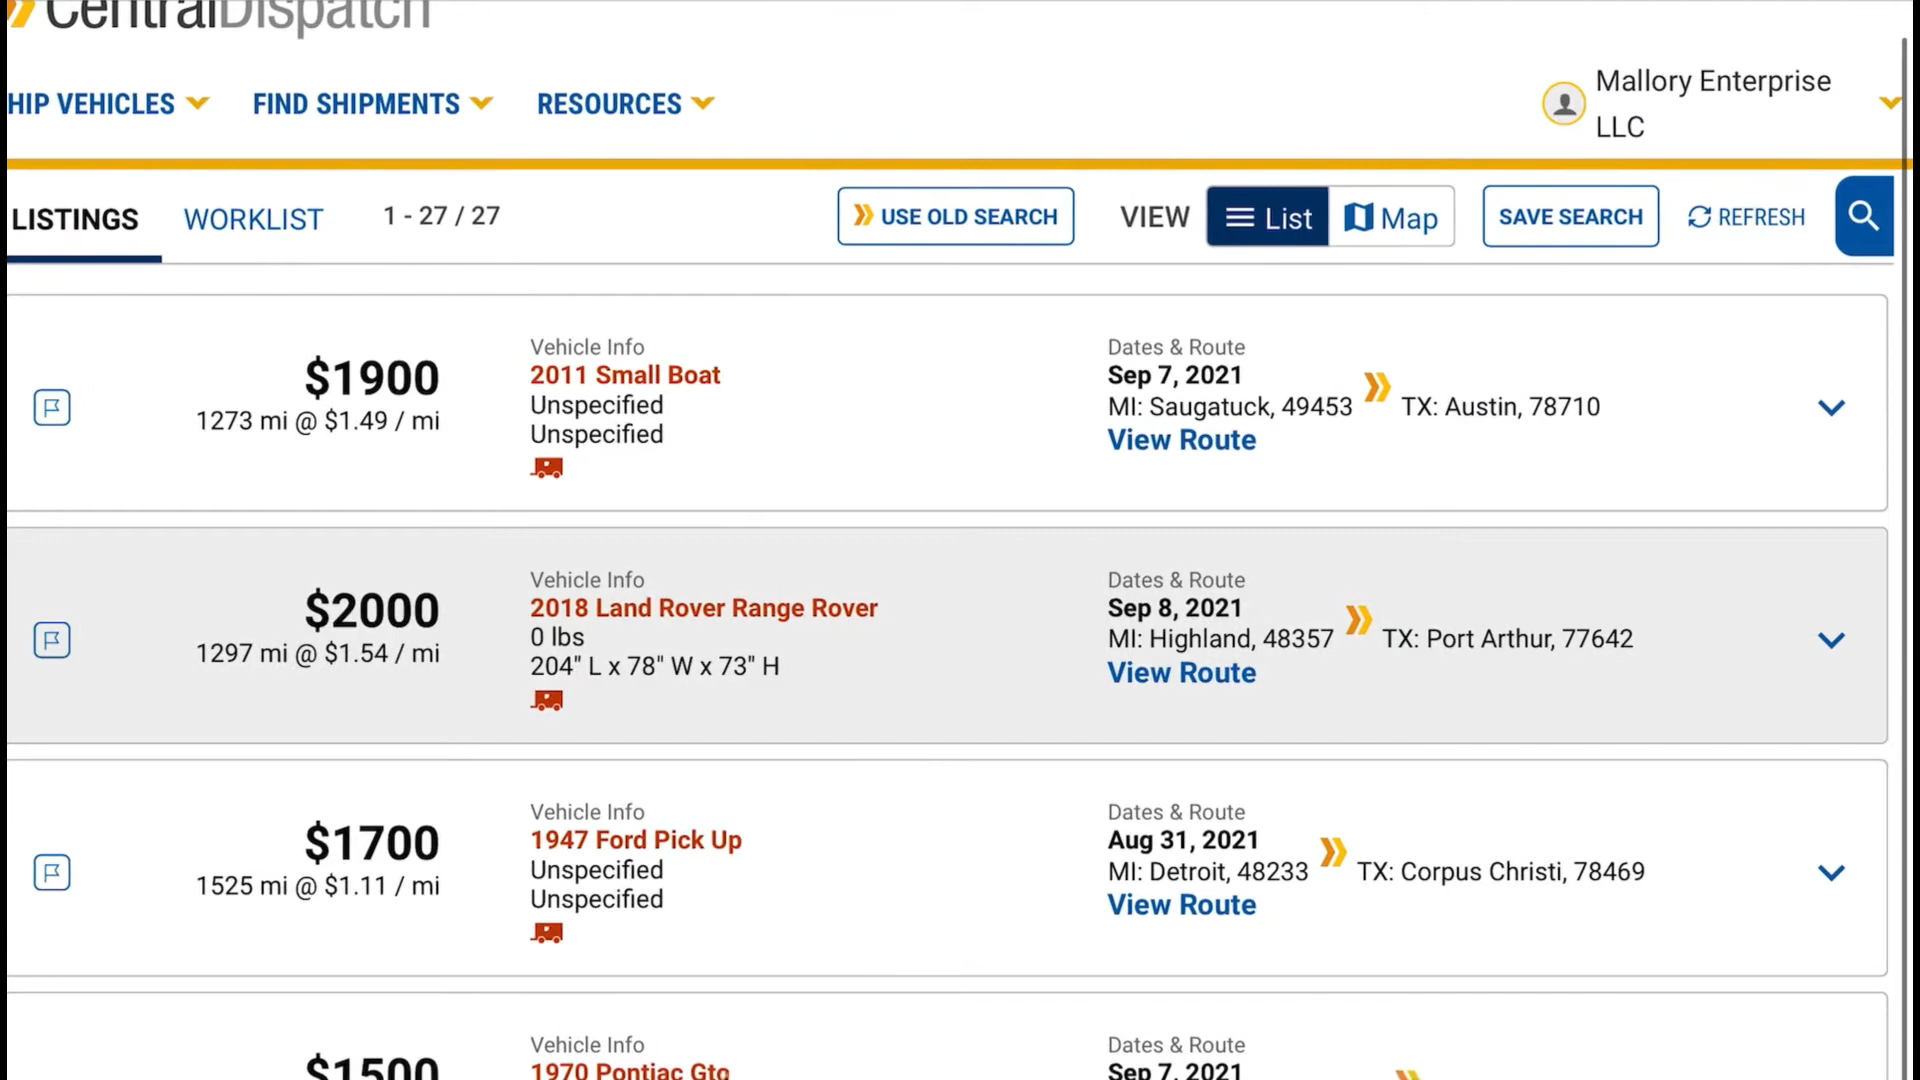 CentralDispatch
HIP VEHICLES
FIND SHIPMENTS
RESOURCES
Mallory Enterprise
LLC
LISTINGS
WORKLIST
1 - 27 / 27
USE OLD SEARCH
VIEW
List
Map
SAVE SEARCH
REFRESH
$1900
1273 mi @ $1.49 / mi
Vehicle Info
2011 Small Boat
Unspecified
Unspecified
Dates & Route
Sep 7, 2021
MI: Saugatuck, 49453
TX: Austin, 78710
View Route
$2000
1297 mi @ $1.54 / mi
Vehicle Info
2018 Land Rover Range Rover
0 lbs
204" L x 78" W x 73" H
Dates & Route
Sep 8, 2021
MI: Highland, 48357
TX: Port Arthur, 77642
View Route
$1700
1525 mi @ $1.11 / mi
Vehicle Info
1947 Ford Pick Up
Unspecified
Unspecified
Dates & Route
Aug 31, 2021
MI: Detroit, 48233
TX: Corpus Christi, 78469
View Route
$1500
Vehicle Info
1970 Pontiac Gto
Dates & Route
Sep 7, 2021